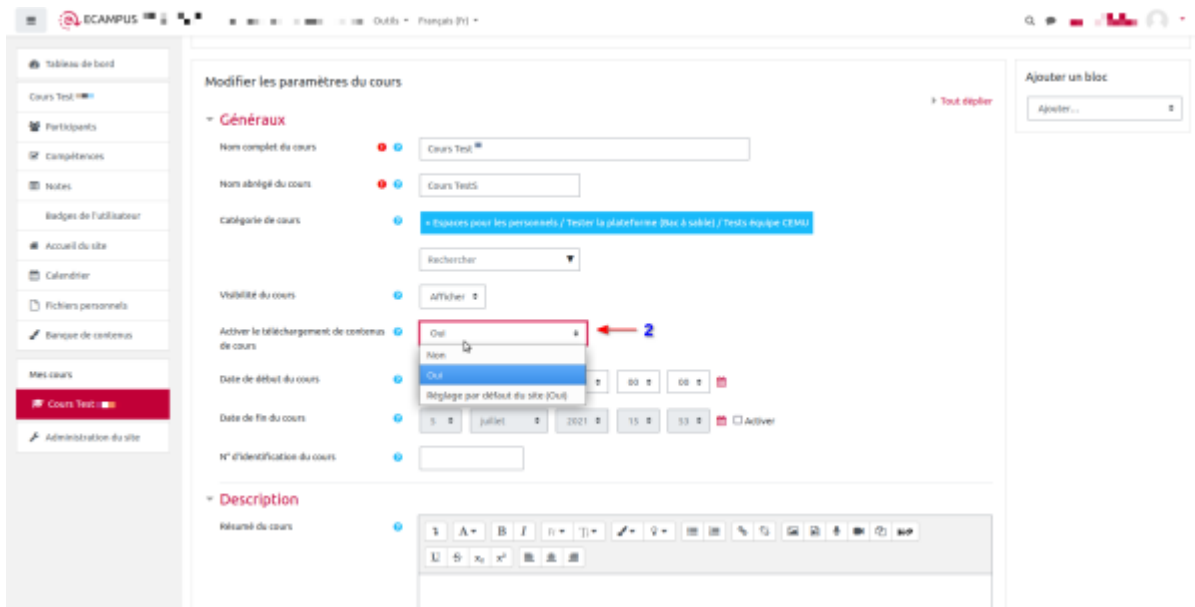 ECAMPUS
Outils
Français (fr)
Tableau de bord
Cours Test
Participants
Compétences
Notes
Badges de l'utilisateur
Accueil du site
Calendrier
Fichiers personnels
Banque de contenus
Mes cours
Cours Test
Administration du site
Modifier les paramètres du cours
Tout déplier
Généraux
Nom complet du cours
Cours Test
Nom abrégé du cours
Cours TestS
Catégorie de cours
× Espaces pour les personnels / Tester la plateforme (Bac à sable) / Tests équipe CEMU
Rechercher
Visibilité du cours
Afficher
Activer le téléchargement de contenus
de cours
Oui
2
Non
Oui
Réglage par défaut du site (Oui)
Date de début du cours
00 00
Date de fin du cours
5 juillet 2021 15 53 Activer
N° d'identification du cours
Description
Résumé du cours
A B I
U S x₂ x²
H5P
Ajouter un bloc
Ajouter...